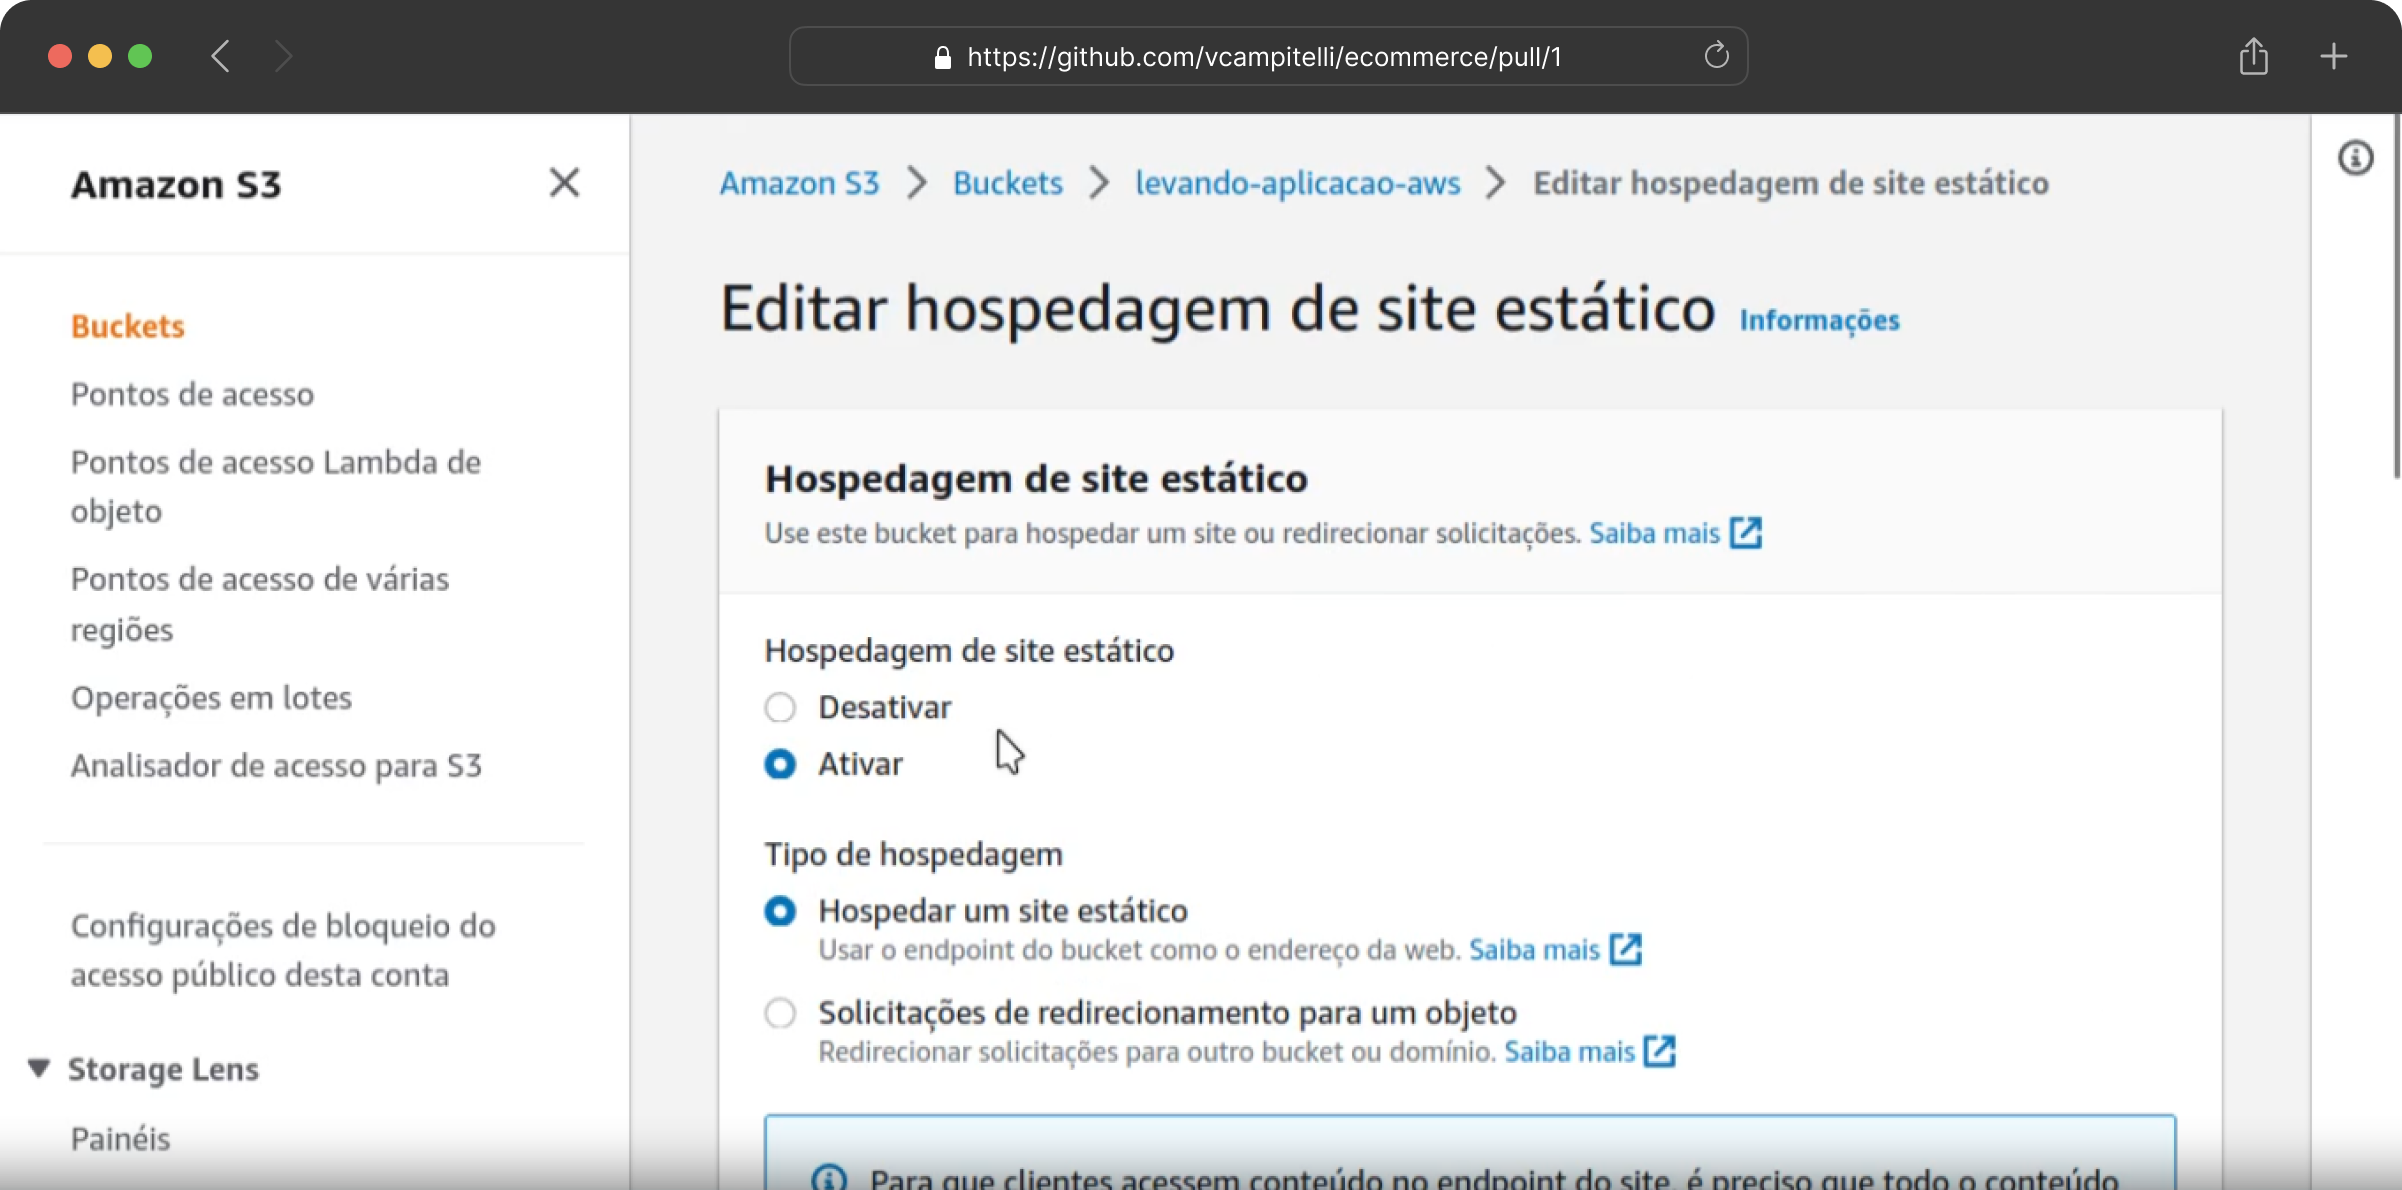 https://github.com/vcampitelli/ecommerce/pull/1
Amazon S3
Buckets
Pontos de acesso
Pontos de acesso Lambda de
objeto
Pontos de acesso de várias
regiões
Operações em lotes
Analisador de acesso para S3
Configurações de bloqueio do
acesso público desta conta
Storage Lens
Painéis
Amazon S3 > Buckets > levando-aplicacao-aws > Editar hospedagem de site estático
Editar hospedagem de site estático Informações
Hospedagem de site estático
Use este bucket para hospedar um site ou redirecionar solicitações. Saiba mais
Hospedagem de site estático
Desativar
Ativar
Tipo de hospedagem
Hospedar um site estático
Usar o endpoint do bucket como o endereço da web. Saiba mais
Solicitações de redirecionamento para um objeto
Redirecionar solicitações para outro bucket ou domínio. Saiba mais
Para que clientes acessem conteúdo no endpoint do site, é preciso que todo o conteúdo